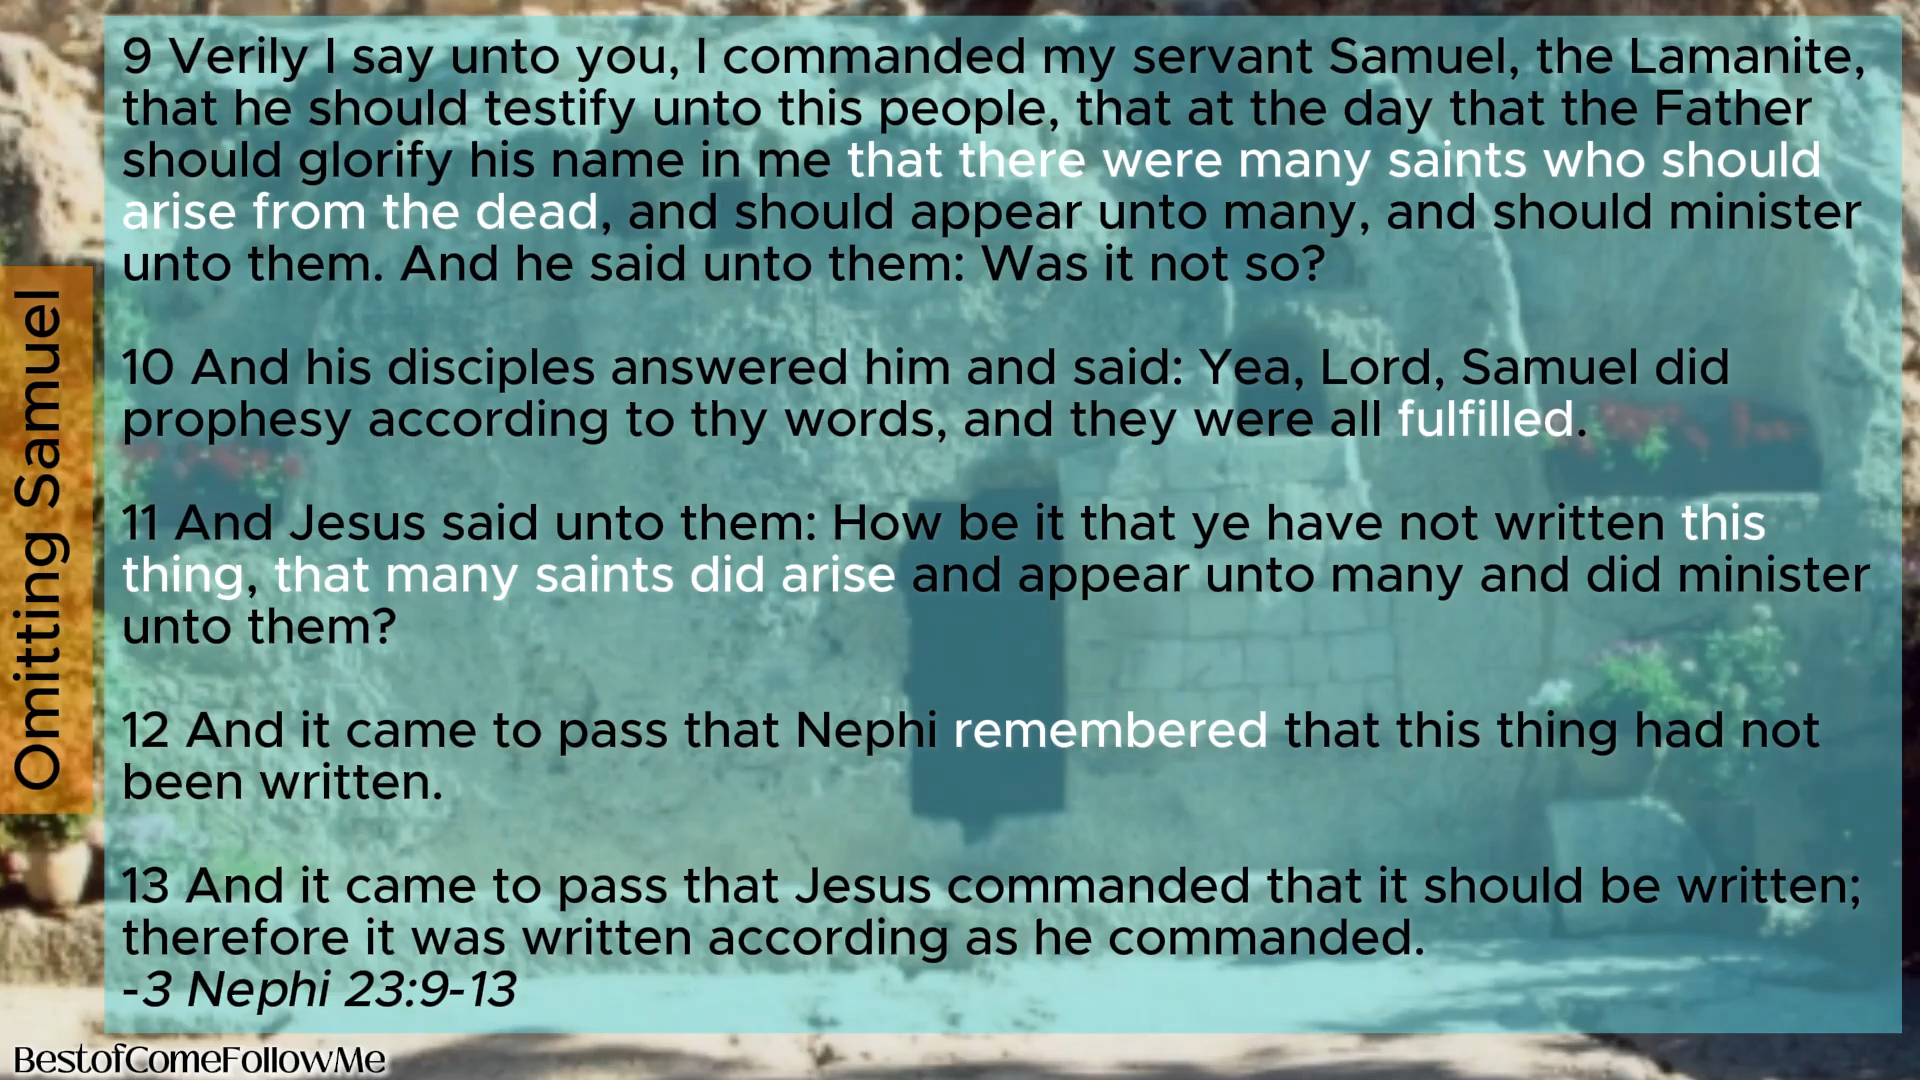 Omitting Samuel
9 Verily I say unto you, I commanded my servant Samuel, the Lamanite,
that he should testify unto this people, that at the day that the Father
should glorify his name in me that there were many saints who should
arise from the dead, and should appear unto many, and should minister
unto them. And he said unto them: Was it not so?
10 And his disciples answered him and said: Yea, Lord, Samuel did
prophesy according to thy words, and they were all fulfilled.
11 And Jesus said unto them: How be it that ye have not written this
thing, that many saints did arise and appear unto many and did minister
unto them?
12 And it came to pass that Nephi remembered that this thing had not
been written.
13 And it came to pass that Jesus commanded that it should be written;
therefore it was written according as he commanded.
-3 Nephi 23:9-13
BestofComeFollowMe